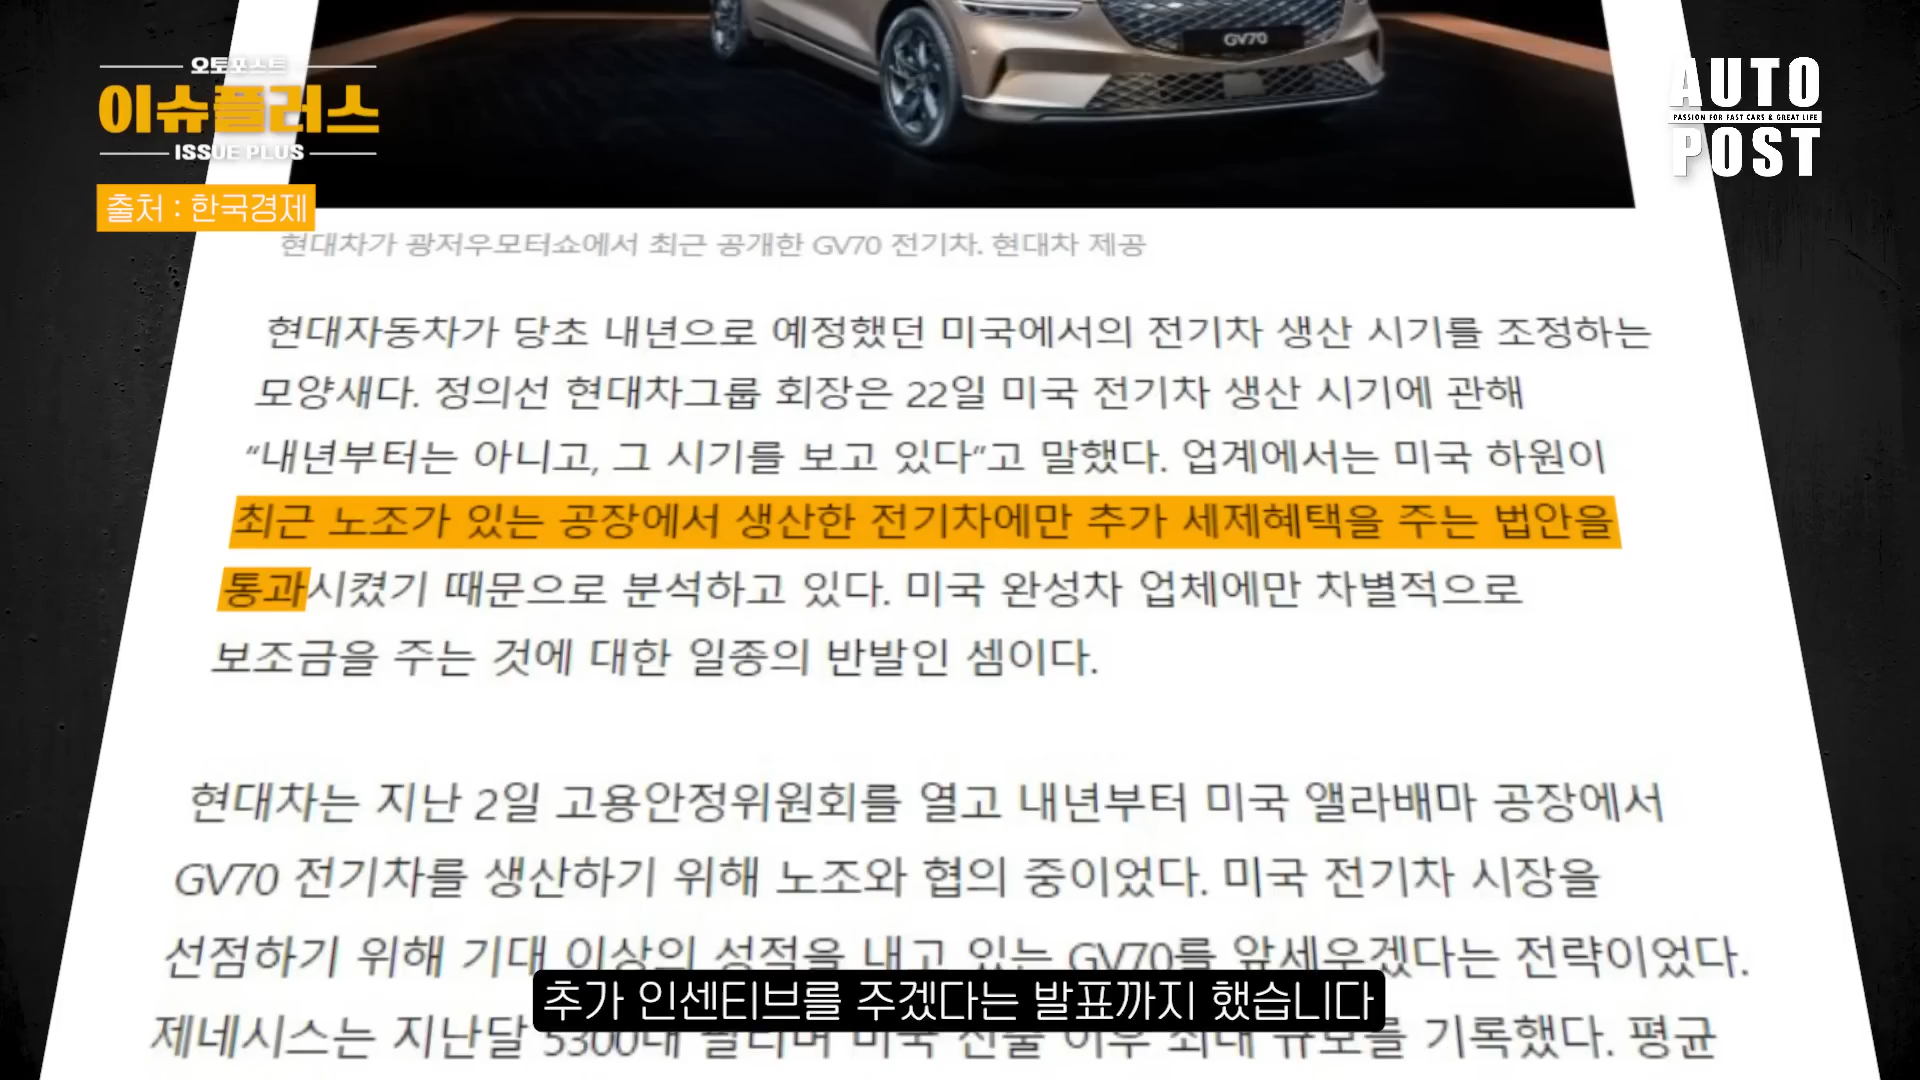 오토포스트
이슈플러스
ISSUE PLUS
출처 : 한국경제
AUTO
PASSION FOR FAST CARS & GREAT LIFE
POST
GV70
현대차가 광저우모터쇼에서 최근 공개한 GV70 전기차. 현대차 제공
현대자동차가 당초 내년으로 예정했던 미국에서의 전기차 생산 시기를 조정하는
모양새다. 정의선 현대차그룹 회장은 22일 미국 전기차 생산 시기에 관해
“내년부터는 아니고, 그 시기를 보고 있다”고 말했다. 업계에서는 미국 하원이
최근 노조가 있는 공장에서 생산한 전기차에만 추가 세제혜택을 주는 법안을
통과시켰기 때문으로 분석하고 있다. 미국 완성차 업체에만 차별적으로
보조금을 주는 것에 대한 일종의 반발인 셈이다.
현대차는 지난 2일 고용안정위원회를 열고 내년부터 미국 앨라배마 공장에서
GV70 전기차를 생산하기 위해 노조와 협의 중이었다. 미국 전기차 시장을
선점하기 위해 기대 이상의 성적을 내고 있는 GV70를 앞세우겠다는 전략이었다.
추가 인센티브를 주겠다는 발표까지 했습니다
제네시스는 지난달 5300대 미국 이후 최대 규모를 기록했다. 평균